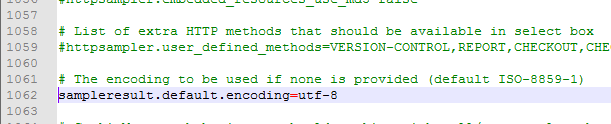 1056 #httpsampler.embedded_resources_use_md5=false
1057
1058 # List of extra HTTP methods that should be available in select box
1059 #httpsampler.user_defined_methods=VERSION-CONTROL,REPORT,CHECKOUT,CHE
1060
1061 # The encoding to be used if none is provided (default ISO-8859-1)
1062 sampleresult.default.encoding=utf-8
1063